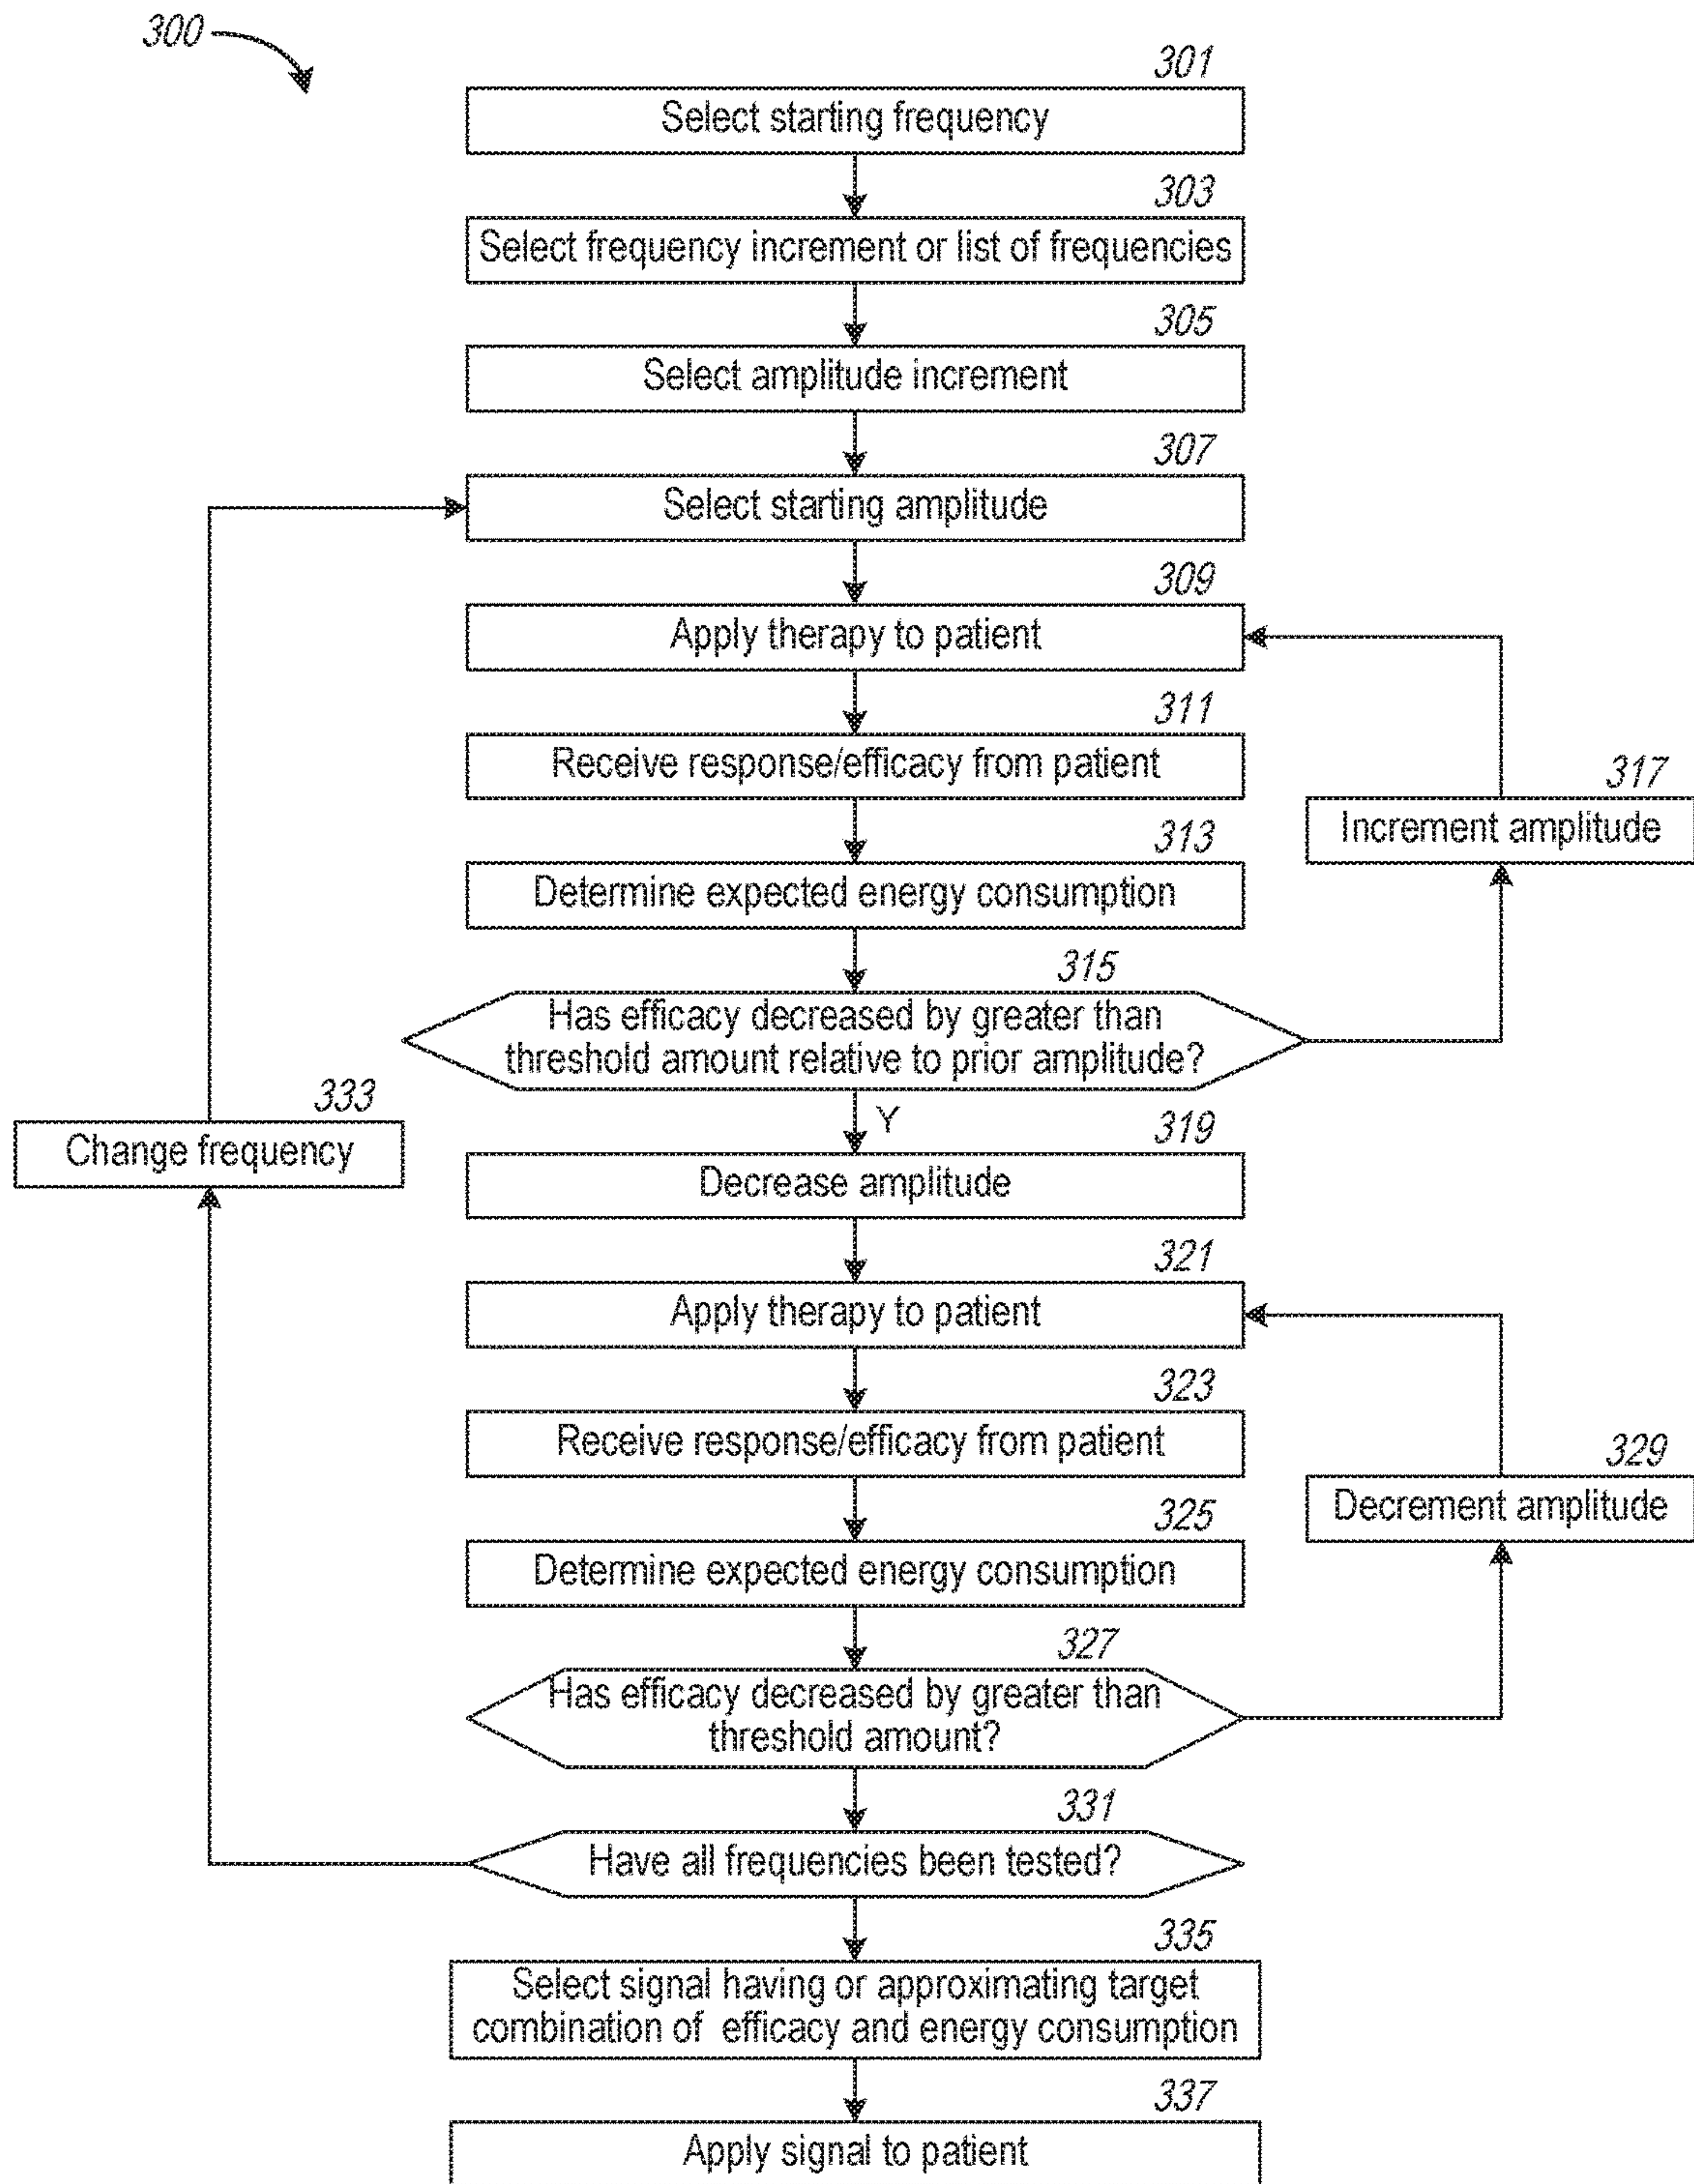 300
301
Select starting frequency
303
Select frequency increment or list of frequencies
305
Select amplitude increment
307
Select starting amplitude
309
Apply therapy to patient
311
Receive response/efficacy from patient
317
Increment amplitude
313
Determine expected energy consumption
315
Has efficacy decreased by greater than
threshold amount relative to prior amplitude?
Y
333
Change frequency
319
Decrease amplitude
321
Apply therapy to patient
323
Receive response/efficacy from patient
329
Decrement amplitude
325
Determine expected energy consumption
327
Has efficacy decreased by greater than
threshold amount?
331
Have all frequencies been tested?
335
Select signal having or approximating target
combination of efficacy and energy consumption
337
Apply signal to patient